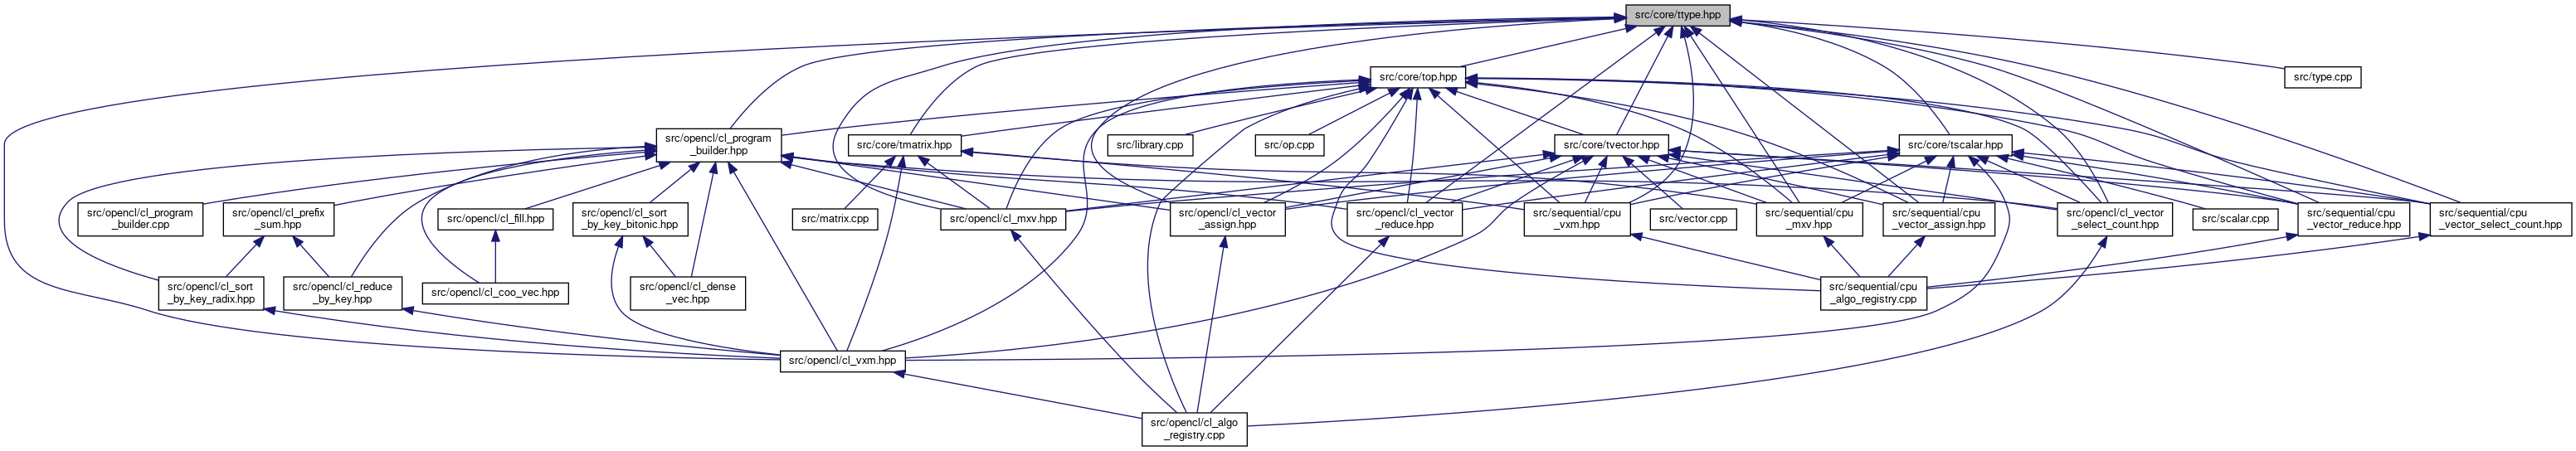 src/core/ttype.hpp
src/core/top.hpp
src/type.cpp
src/opencl/cl_program
_builder.hpp
src/core/tmatrix.hpp
src/library.cpp
src/op.cpp
src/core/tvector.hpp
src/core/tscalar.hpp
src/opencl/cl_program
_builder.cpp
src/opencl/cl_prefix
_sum.hpp
src/opencl/cl_fill.hpp
src/opencl/cl_sort
_by_key_bitonic.hpp
src/matrix.cpp
src/opencl/cl_mxv.hpp
src/opencl/cl_vector
_assign.hpp
src/opencl/cl_vector
_reduce.hpp
src/sequential/cpu
_vxm.hpp
src/vector.cpp
src/sequential/cpu
_mxv.hpp
src/sequential/cpu
_vector_assign.hpp
src/opencl/cl_vector
_select_count.hpp
src/scalar.cpp
src/sequential/cpu
_vector_reduce.hpp
src/sequential/cpu
_vector_select_count.hpp
src/opencl/cl_sort
_by_key_radix.hpp
src/opencl/cl_reduce
_by_key.hpp
src/opencl/cl_coo_vec.hpp
src/opencl/cl_dense
_vec.hpp
src/sequential/cpu
_algo_registry.cpp
src/opencl/cl_vxm.hpp
src/opencl/cl_algo
_registry.cpp